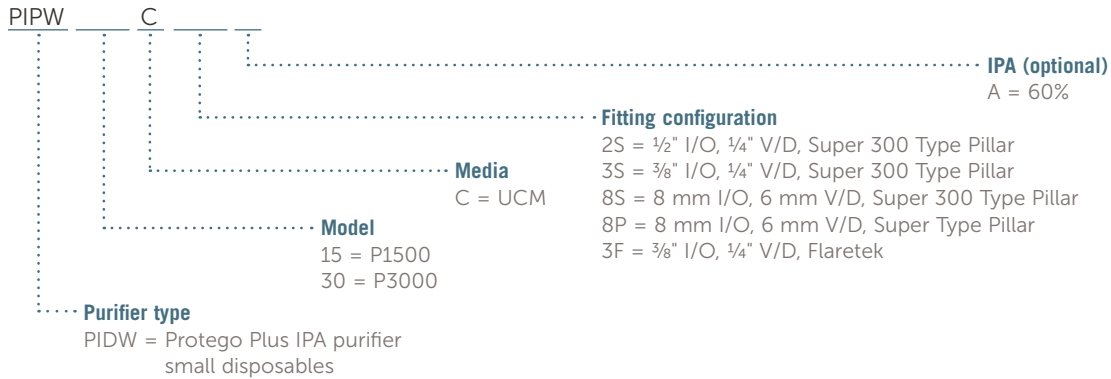 PIPW C
IPA (optional)
A = 60%
Fitting configuration
2S = ½" I/O, ¼" V/D, Super 300 Type Pillar
3S = ⅜" I/O, ¼" V/D, Super 300 Type Pillar
8S = 8 mm I/O, 6 mm V/D, Super 300 Type Pillar
8P = 8 mm I/O, 6 mm V/D, Super Type Pillar
3F = ⅜" I/O, ¼" V/D, Flaretek
Media
C = UCM
Model
15 = P1500
30 = P3000
Purifier type
PIDW = Protego Plus IPA purifier
small disposables